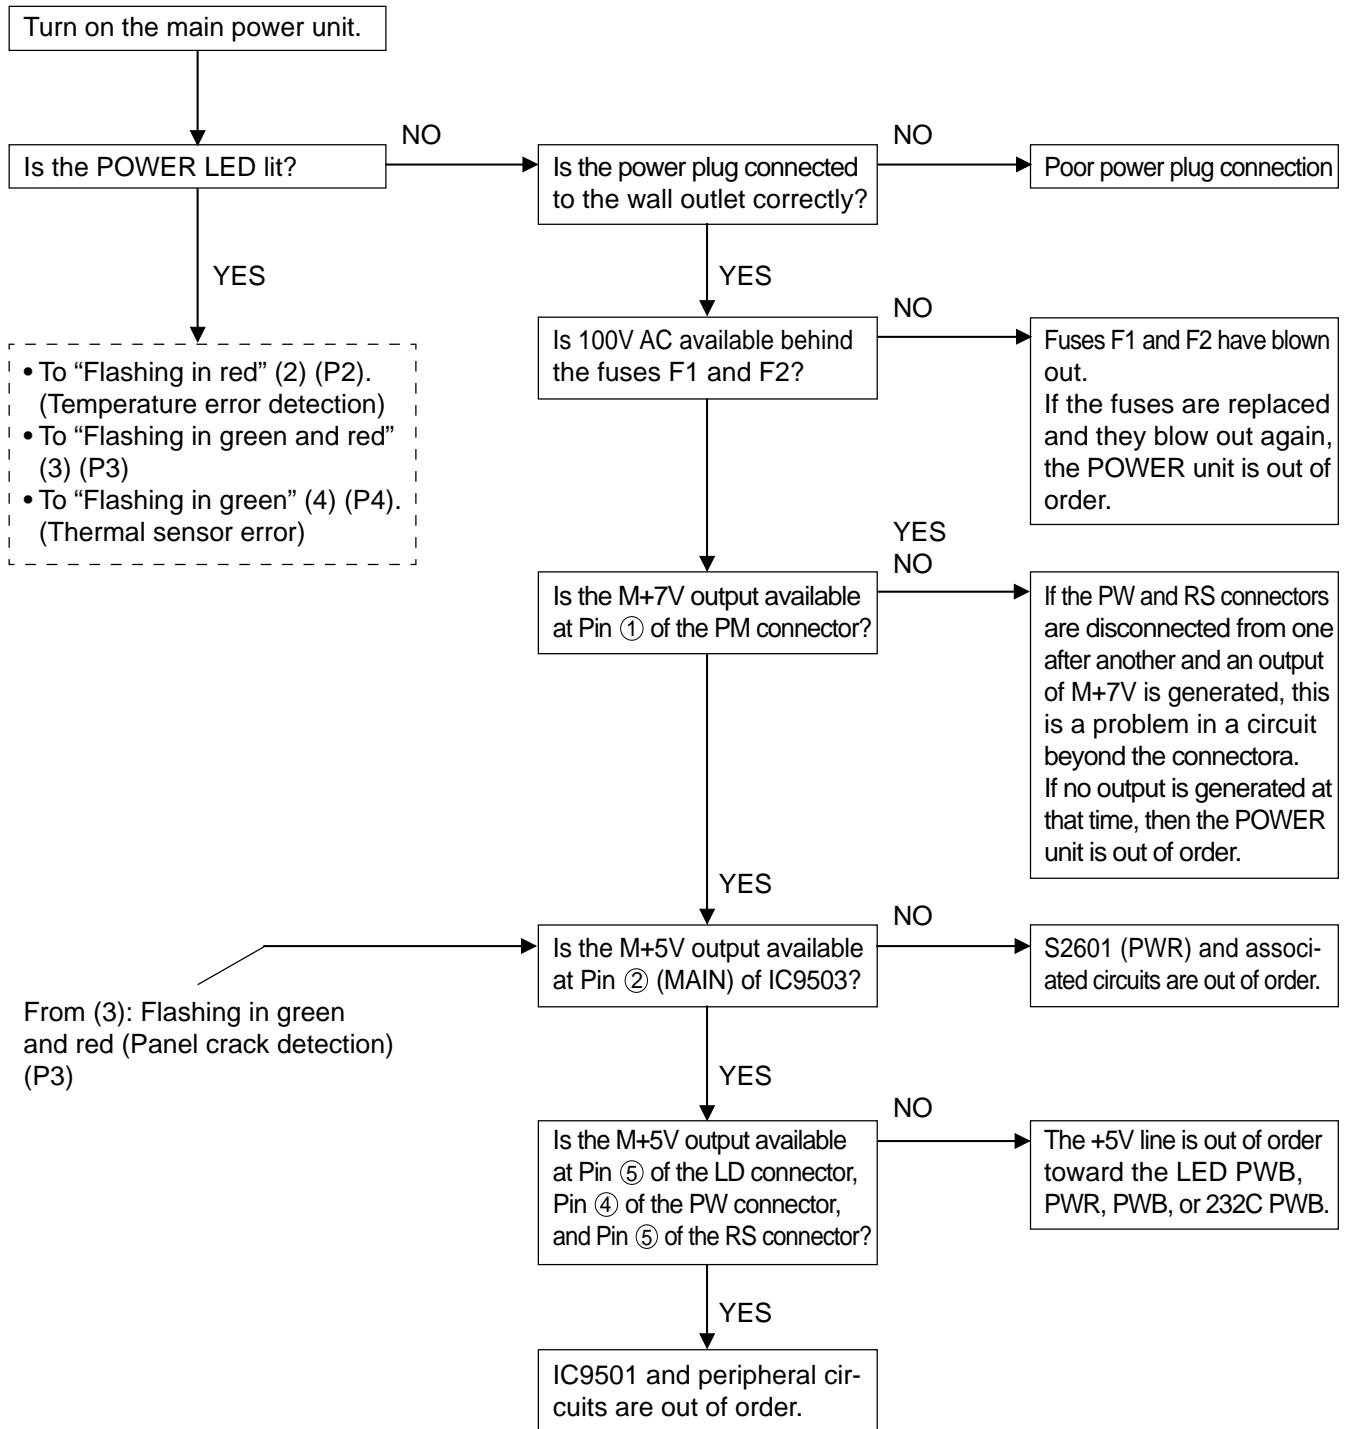 Turn on the main power unit.
NO
NO
Is the POWER LED lit?
Is the power plug connected
to the wall outlet correctly?
Poor power plug connection
YES
YES
NO
• To “Flashing in red” (2) (P2).
(Temperature error detection)
• To “Flashing in green and red”
(3) (P3)
• To “Flashing in green” (4) (P4).
(Thermal sensor error)
Is 100V AC available behind
the fuses F1 and F2?
Fuses F1 and F2 have blown
out.
If the fuses are replaced
and they blow out again,
the POWER unit is out of
order.
YES
NO
Is the M+7V output available
at Pin ① of the PM connector?
If the PW and RS connectors
are disconnected from one
after another and an output
of M+7V is generated, this
is a problem in a circuit
beyond the connectora.
If no output is generated at
that time, then the POWER
unit is out of order.
YES
NO
Is the M+5V output available
at Pin ② (MAIN) of IC9503?
S2601 (PWR) and associ-
ated circuits are out of order.
From (3): Flashing in green
and red (Panel crack detection)
(P3)
YES
NO
Is the M+5V output available
at Pin ⑤ of the LD connector,
Pin ④ of the PW connector,
and Pin ⑤ of the RS connector?
The +5V line is out of order
toward the LED PWB,
PWR, PWB, or 232C PWB.
YES
IC9501 and peripheral cir-
cuits are out of order.